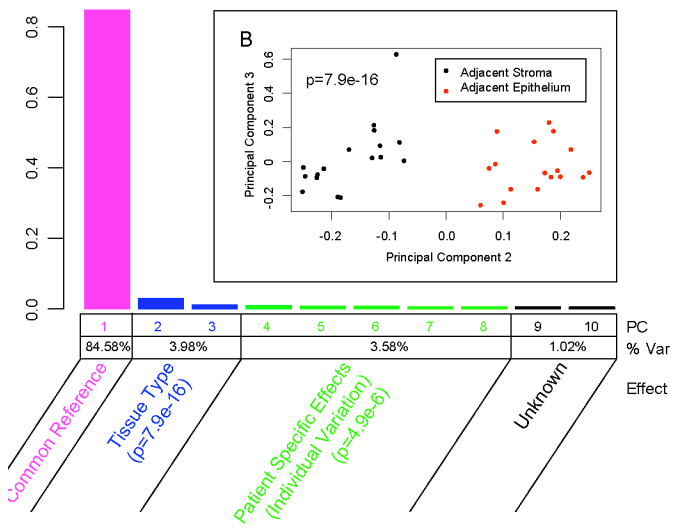 0.8
0.6
0.4
0.2
0.0
B
p=7.9e-16
Adjacent Stroma
Adjacent Epithelium
Principal Component 3
0.6
0.4
0.2
0
-0.2
-0.2 -0.1 0.0 0.1 0.2
Principal Component 2
1 2 3 4 5 6 7 8 9 10 PC
84.58% 3.98% 3.58% 1.02% % Var
Effect
Common Reference
Tissue Type
(p=7.9e-16)
Patient Specific Effects
(Individual Variation)
(p=4.9e-6)
Unknown